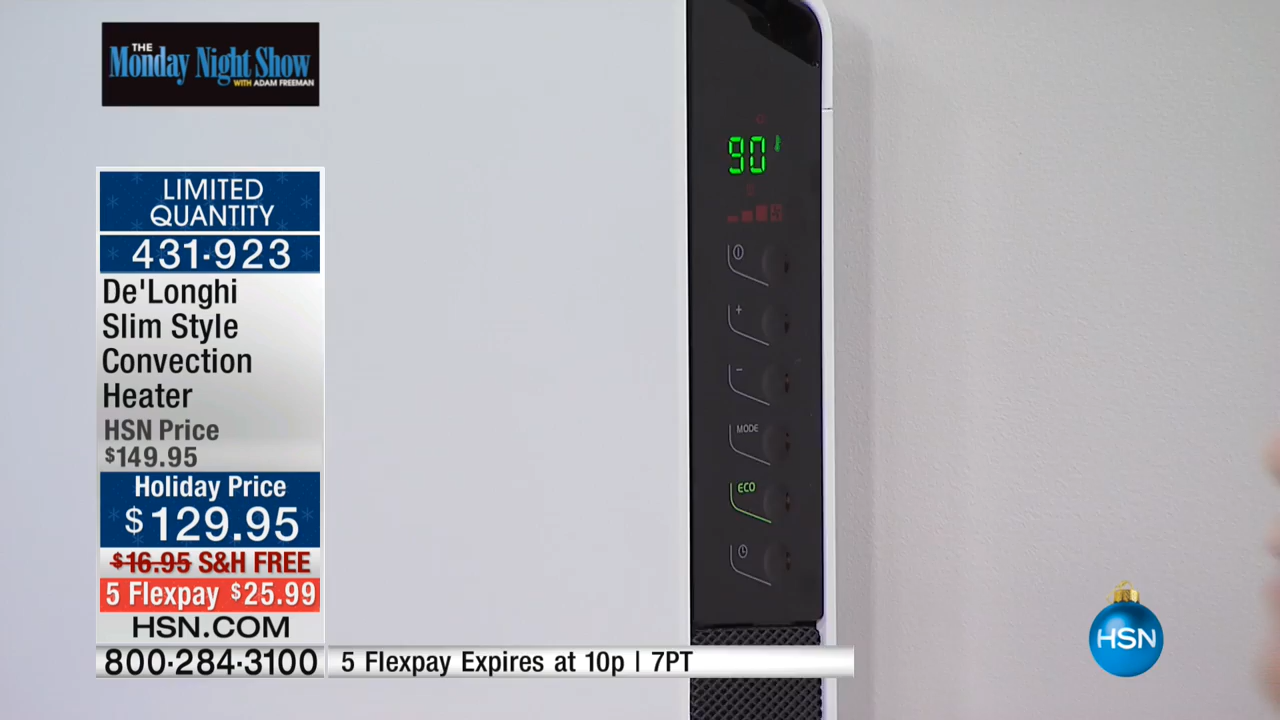 THE
Monday Night Show
WITH ADAM FREEMAN
LIMITED
QUANTITY
431·923
De'Longhi
Slim Style
Convection
Heater
HSN Price
$149.95
Holiday Price
$129.95
$16.95 S&H FREE
5 Flexpay $25.99
HSN.COM
800·284·3100
5 Flexpay Expires at 10p | 7PT
90
+
-
MODE
ECO
HSN